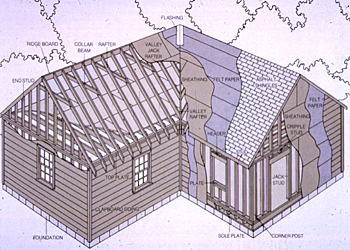 FLASHING
RIDGE BOARD
COLLAR
BEAM
RAFTER
VALLEY
JACK
RAFTER
END STUD
SHEATHING
FELT PAPER
ASPHALT
SHINGLES
FELT
PAPER
VALLEY
RAFTER
SHEATHING
HEADER
CRIPPLE
STUD
TOP PLATE
PLATE
JACK
STUD
CLAPBOARD SIDING
FOUNDATION
SOLE PLATE
CORNER POST